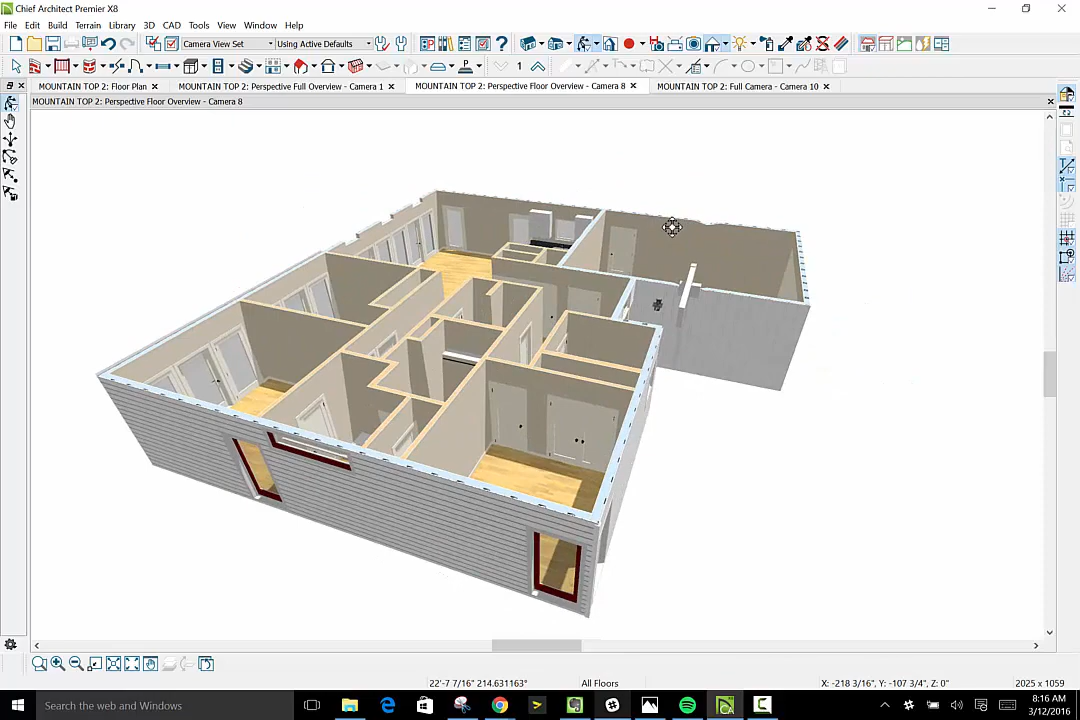 Chief Architect Premier X8
File Edit Build Terrain Library 3D CAD Tools View Window Help
Camera View Set Using Active Defaults
1
MOUNTAIN TOP 2: Floor Plan MOUNTAIN TOP 2: Perspective Full Overview - Camera 1 MOUNTAIN TOP 2: Perspective Floor Overview - Camera 8 MOUNTAIN TOP 2: Full Camera - Camera 10
MOUNTAIN TOP 2: Perspective Floor Overview - Camera 8
22'-7 7/16" 214.631163° All Floors X: -218 3/16", Y: -107 3/4", Z: 0" 2025 x 1059
Search the web and Windows
8:16 AM
3/12/2016